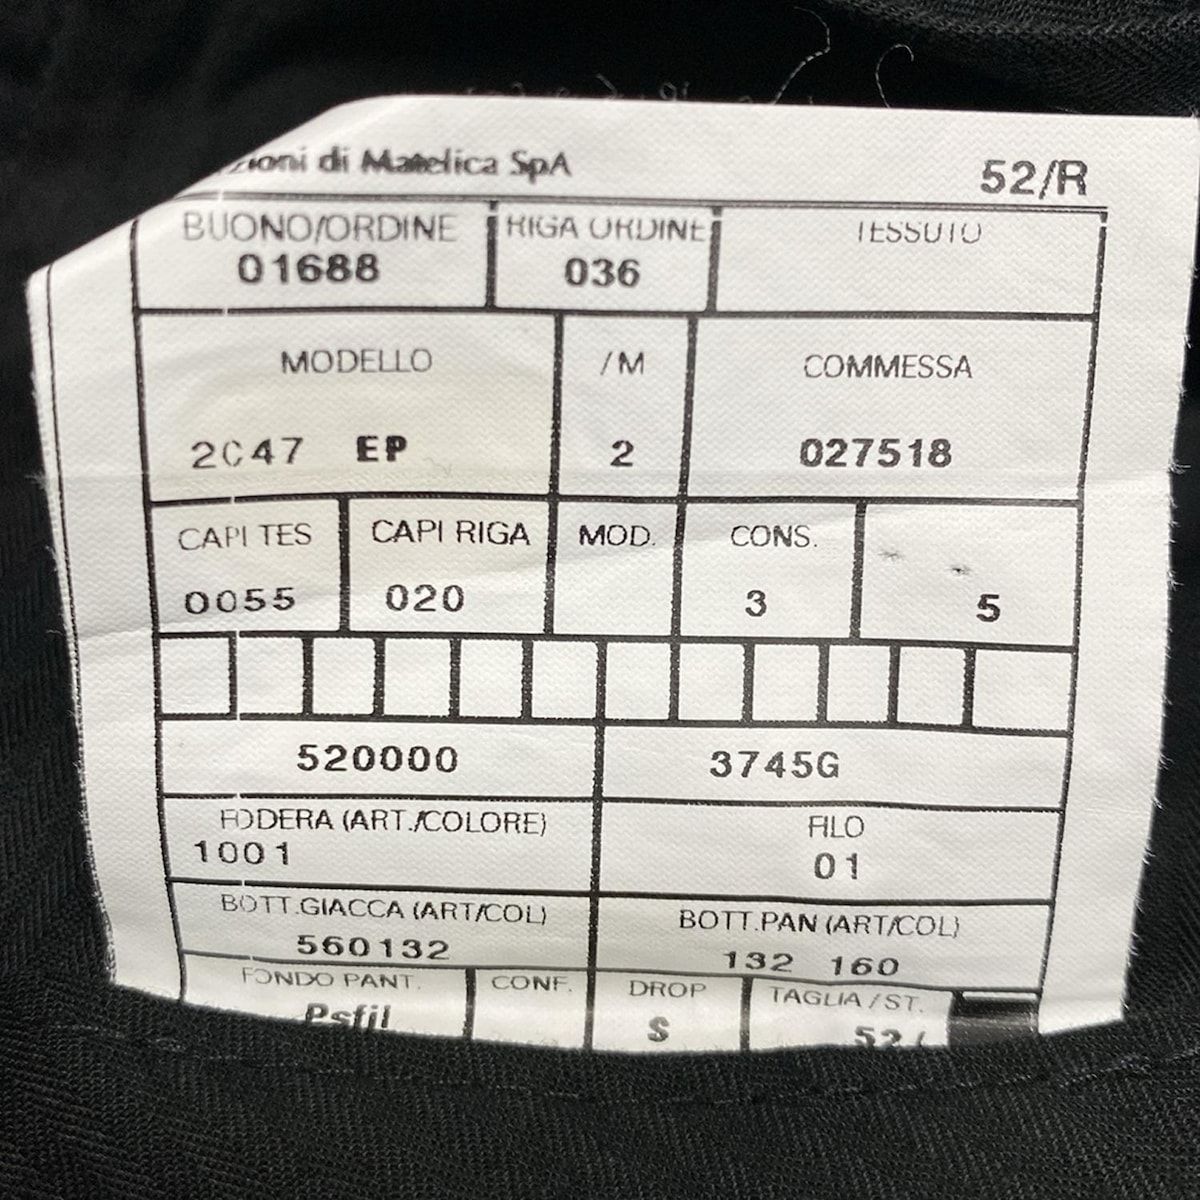 zioni di Matelica SpA
52/R
BUONO/ORDINE RIGA ORDINE TESSUTO
01688 036
MODELLO /M COMMESSA
2C47 EP 2 027518
CAPI TES CAPI RIGA MOD. CONS.
0055 020 3 5
520000 3745G
FODERA (ART./COLORE) FILO
1001 01
BOTT.GIACCA (ART/COL) BOTT.PAN (ART/COL)
560132 132 160
FONDO PANT. CONF. DROP TAGLIA/ST.
Psfil S 52/